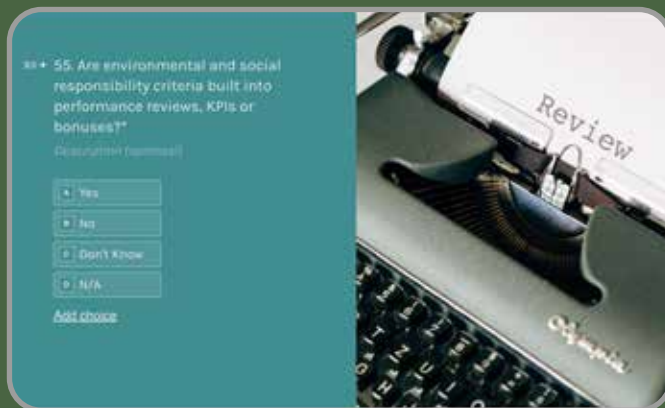 55. Are environmental and social
responsibility criteria built into
performance reviews, KPIs or
bonuses?*
Description (optional)
A Yes
B No
C Don't Know
D N/A
Add choice
Review
Olympia